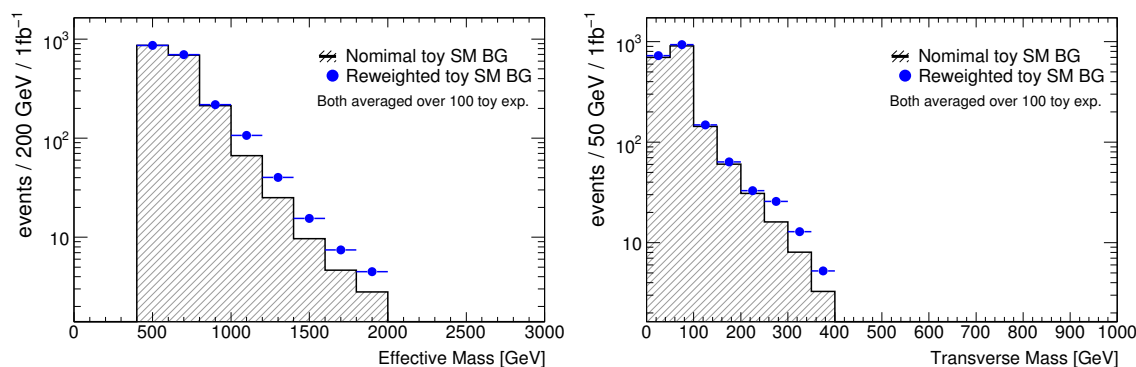 events / 200 GeV / 1fb⁻¹
10³
10²
10
Nomimal toy SM BG
Reweighted toy SM BG
Both averaged over 100 toy exp.
0 500 1000 1500 2000 2500 3000
Effective Mass [GeV]
events / 50 GeV / 1fb⁻¹
10³
10²
10
Nomimal toy SM BG
Reweighted toy SM BG
Both averaged over 100 toy exp.
0 100 200 300 400 500 600 700 800 900 1000
Transverse Mass [GeV]